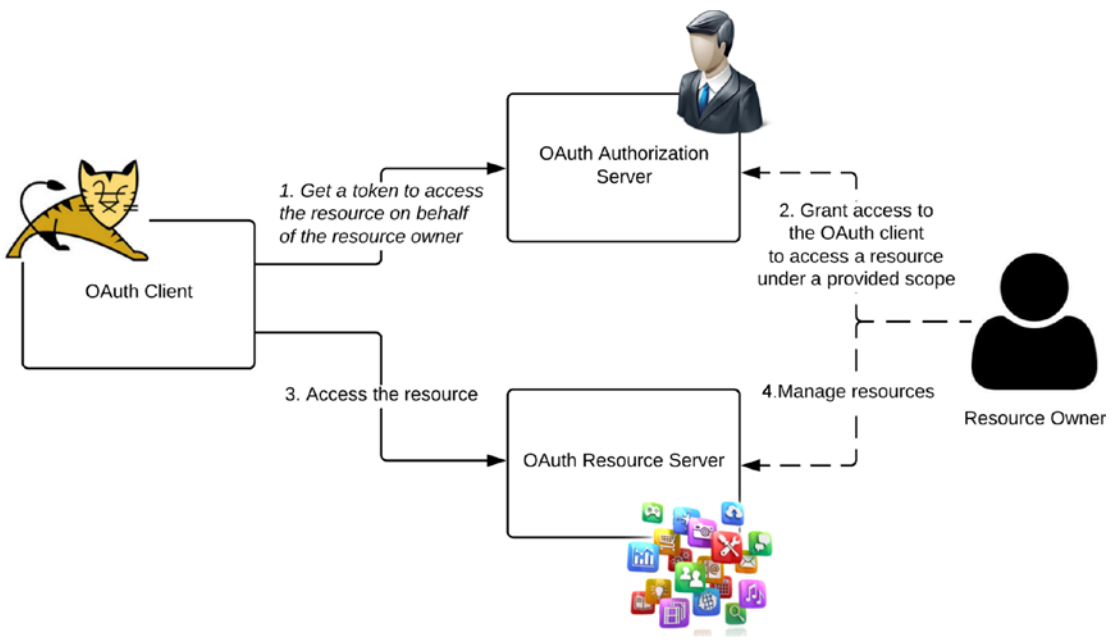 OAuth Authorization
Server
1. Get a token to access
the resource on behalf
of the resource owner
2. Grant access to
the OAuth client
to access a resource
under a provided scope
OAuth Client
3. Access the resource
4.Manage resources
Resource Owner
OAuth Resource Server